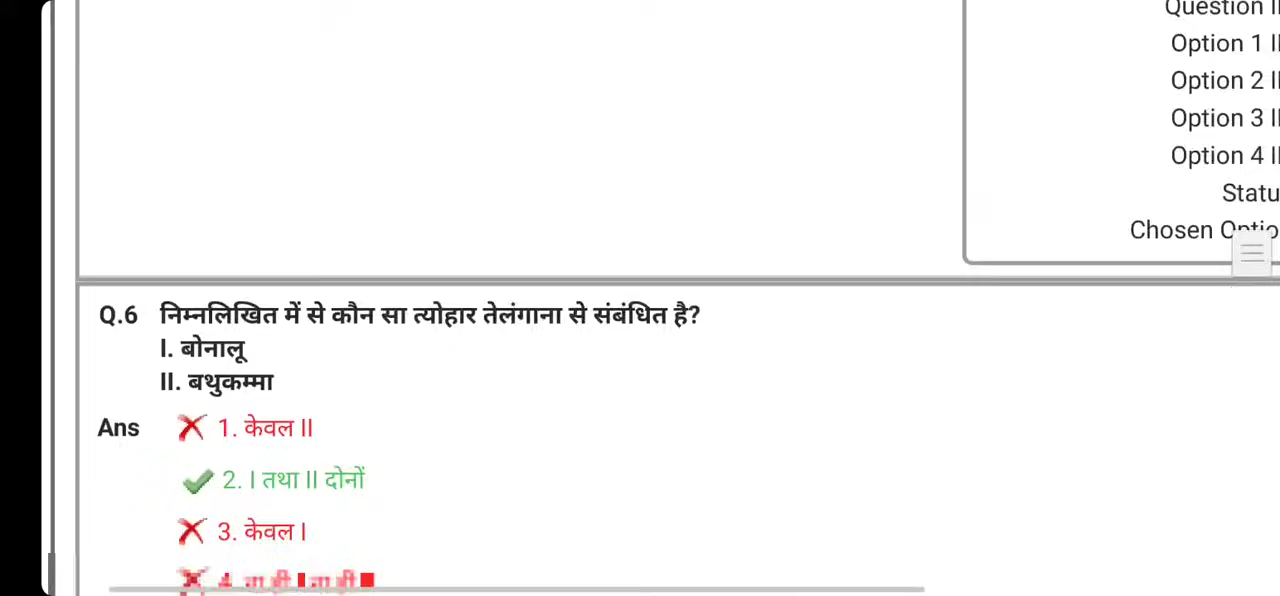 Question
Option 1
Option 2
Option 3
Option 4
Statu
Chosen Optio
Q.6 निम्नलिखित में से कौन सा त्योहार तेलंगाना से संबंधित है?
I. बोनालू
II. बथुकम्मा
Ans 1. केवल II
2. I तथा II दोनों
3. केवल I
4.